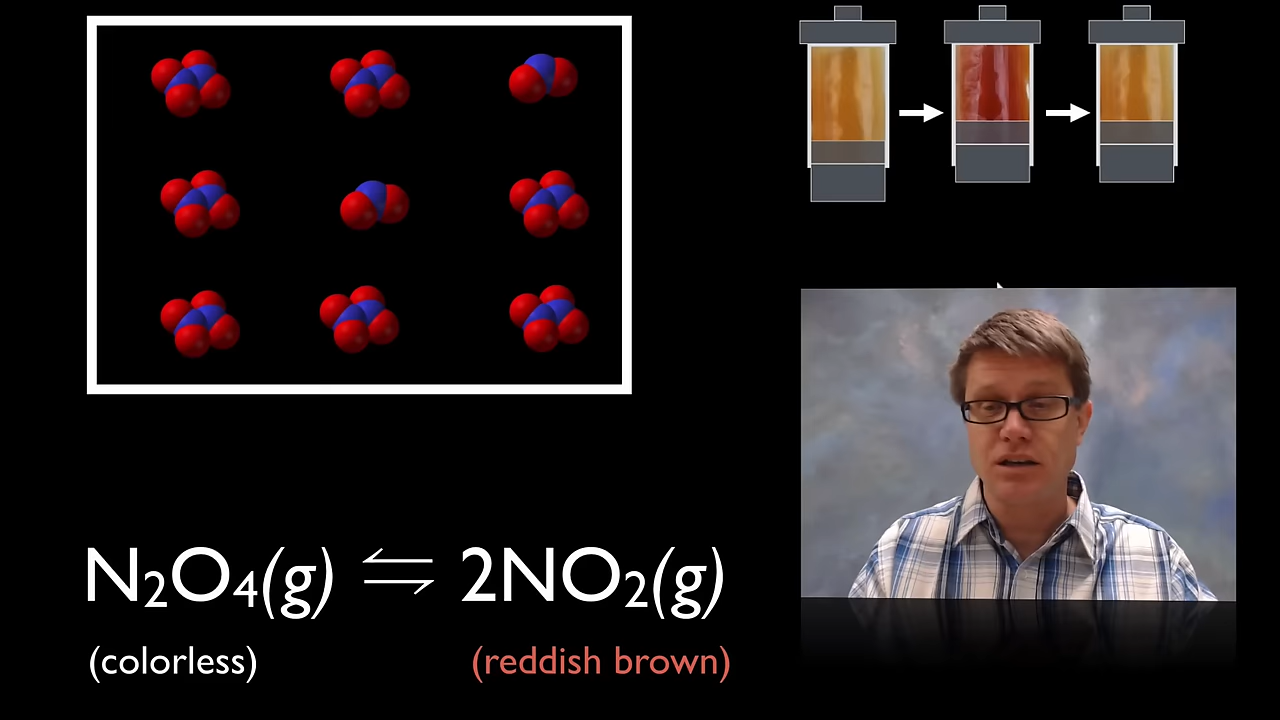 N₂O₄(g) ⇌ 2NO₂(g)
(colorless) (reddish brown)